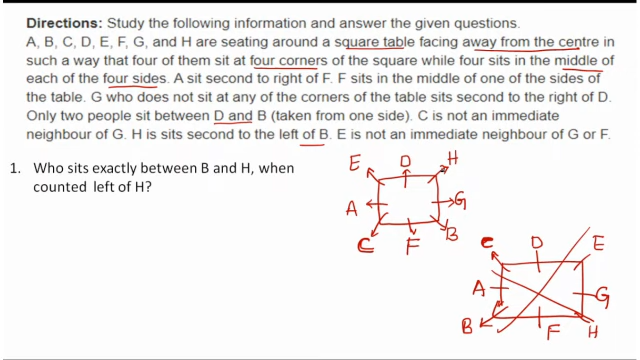 Directions: Study the following information and answer the given questions.
A, B, C, D, E, F, G, and H are seating around a square table facing away from the centre in
such a way that four of them sit at four corners of the square while four sits in the middle of
each of the four sides. A sit second to right of F. F sits in the middle of one of the sides of
the table. G who does not sit at any of the corners of the table sits second to the right of D.
Only two people sit between D and B (taken from one side). C is not an immediate
neighbour of G. H is sits second to the left of B. E is not an immediate neighbour of G or F.
1. Who sits exactly between B and H, when
counted left of H?
E D H
A G
C F B
C D E
A G
B F H